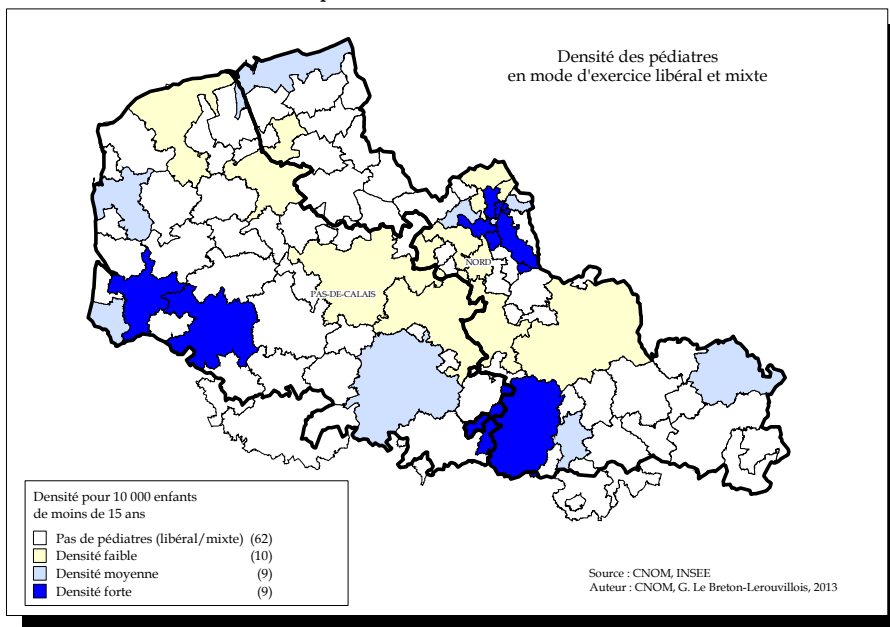 Densité des pédiatres
en mode d'exercice libéral et mixte
NORD
PAS-DE-CALAIS
Densité pour 10 000 enfants
de moins de 15 ans
Pas de pédiatres (libéral/mixte) (62)
Densité faible (10)
Densité moyenne (9)
Densité forte (9)
Source : CNOM, INSEE
Auteur : CNOM, G. Le Breton-Lerouvillois, 2013